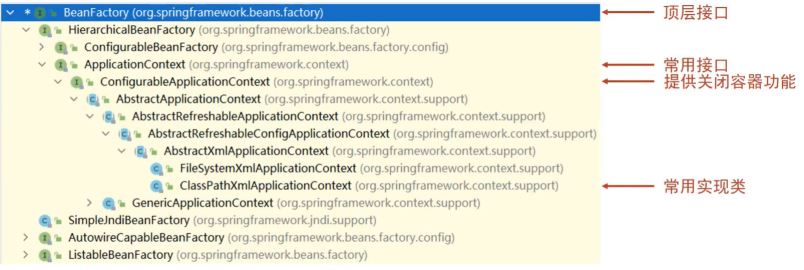 BeanFactory (org.springframework.beans.factory) 顶层接口
HierarchicalBeanFactory (org.springframework.beans.factory)
ConfigurableBeanFactory (org.springframework.beans.factory.config)
ApplicationContext (org.springframework.context) 常用接口
ConfigurableApplicationContext (org.springframework.context) 提供关闭容器功能
AbstractApplicationContext (org.springframework.context.support)
AbstractRefreshableApplicationContext (org.springframework.context.support)
AbstractRefreshableConfigApplicationContext (org.springframework.context.support)
AbstractXmlApplicationContext (org.springframework.context.support)
FileSystemXmlApplicationContext (org.springframework.context.support)
ClassPathXmlApplicationContext (org.springframework.context.support) 常用实现类
GenericApplicationContext (org.springframework.context.support)
SimpleJndiBeanFactory (org.springframework.jndi.support)
AutowireCapableBeanFactory (org.springframework.beans.factory.config)
ListableBeanFactory (org.springframework.beans.factory)